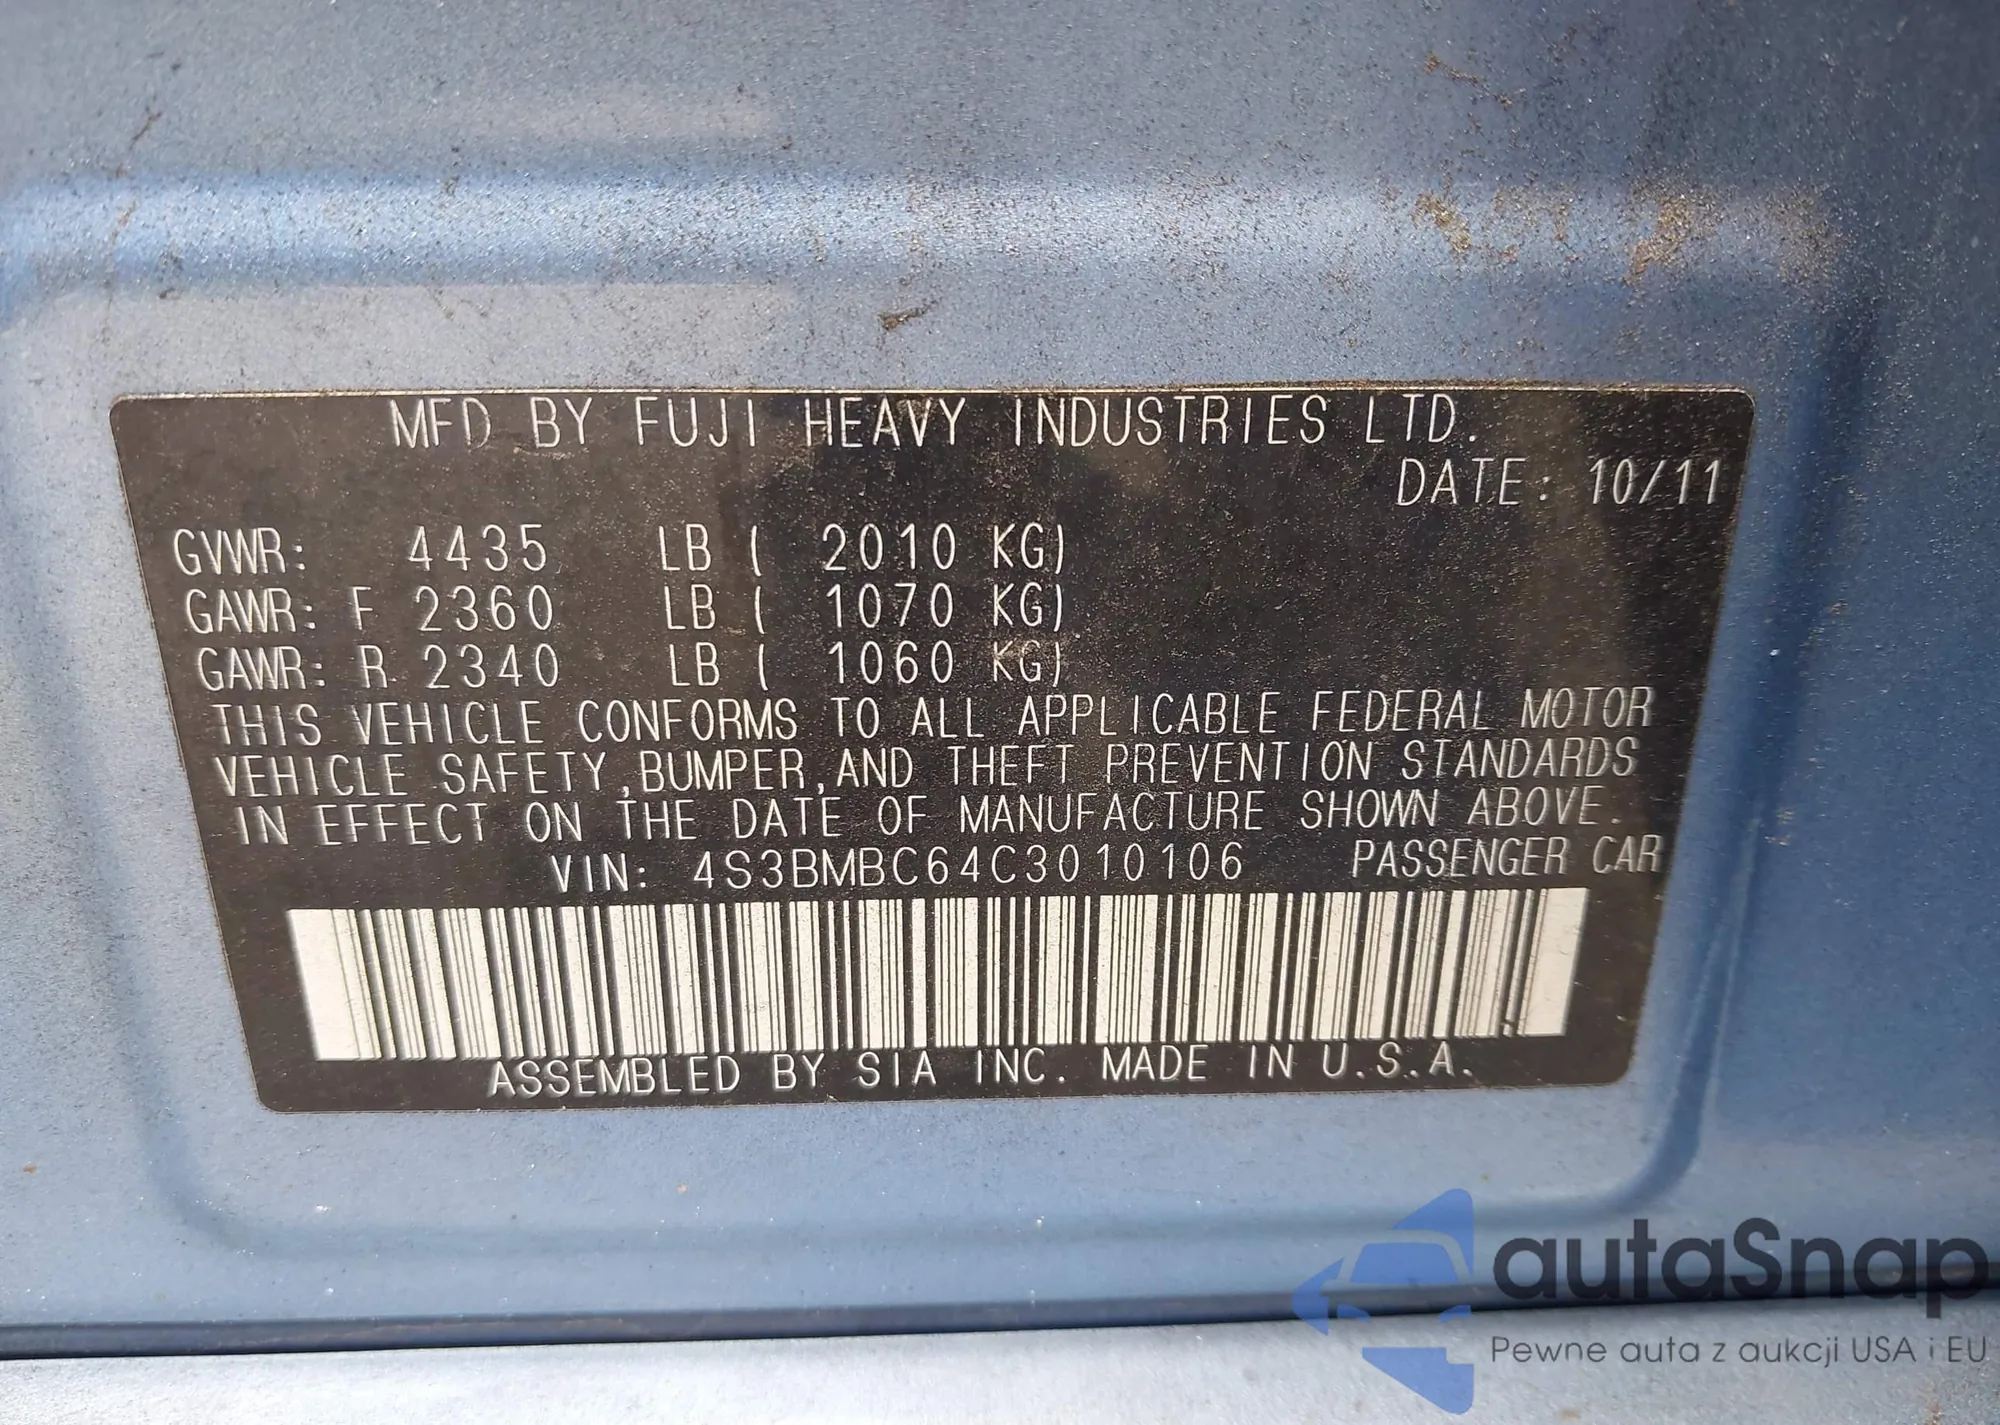 MFD BY FUJI HEAVY INDUSTRIES LTD.
DATE: 10/11
GVWR: 4435 LB ( 2010 KG)
GAWR: F 2360 LB ( 1070 KG)
GAWR: R 2340 LB ( 1060 KG)
THIS VEHICLE CONFORMS TO ALL APPLICABLE FEDERAL MOTOR
VEHICLE SAFETY,BUMPER,AND THEFT PREVENTION STANDARDS
IN EFFECT ON THE DATE OF MANUFACTURE SHOWN ABOVE.
VIN: 4S3BMBC64C3010106 PASSENGER CAR
ASSEMBLED BY SIA INC. MADE IN U.S.A.
autaSnap
Pewne auta z aukcji USA i EU